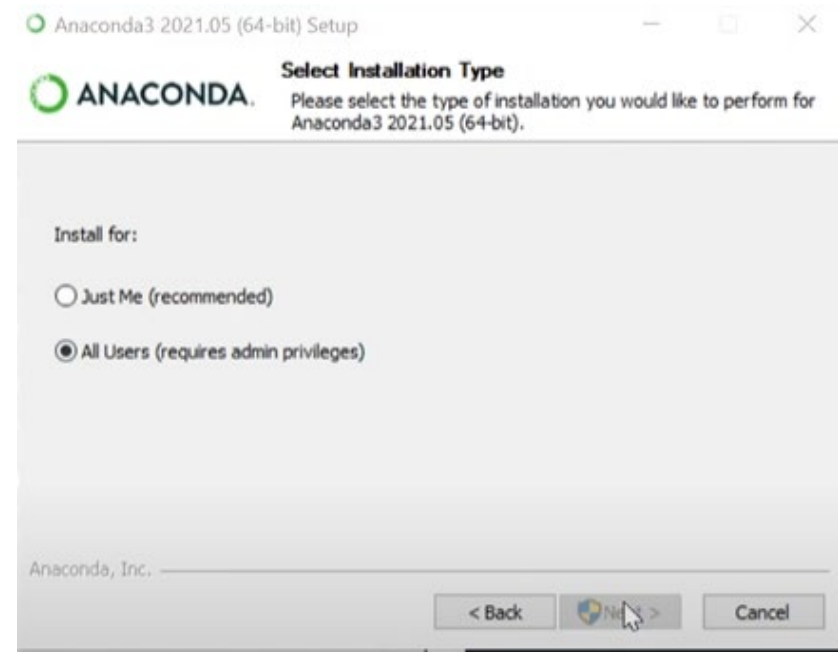 Anaconda3 2021.05 (64-bit) Setup
ANACONDA.
Select Installation Type
Please select the type of installation you would like to perform for
Anaconda3 2021.05 (64-bit).
Install for:
Just Me (recommended)
All Users (requires admin privileges)
Anaconda, Inc.
< Back
Cancel